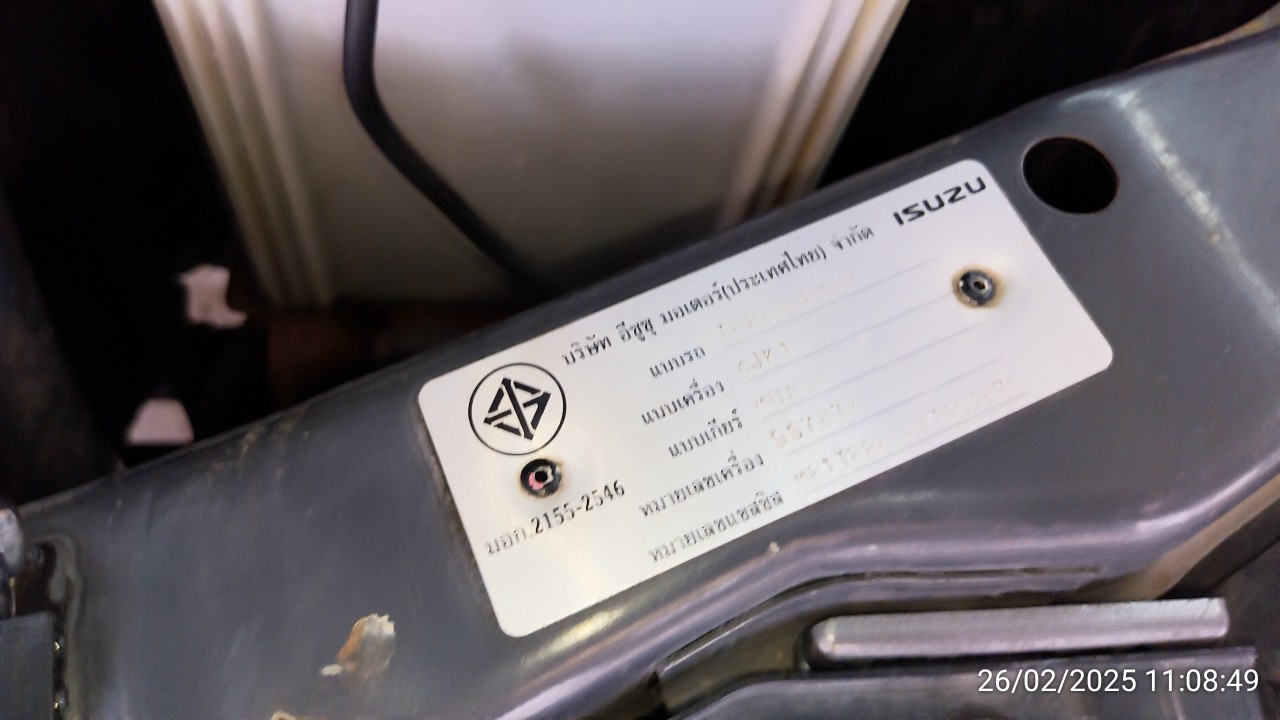 ISUZU
บริษัท อีซูซุ มอเตอร์(ประเทศไทย) จำกัด
แบบรถ
แบบเครื่อง 4JK1
แบบเกียร์
หมายเลขเครื่อง
หมายเลขแชสซิส
มอก.2155-2546
26/02/2025 11:08:49